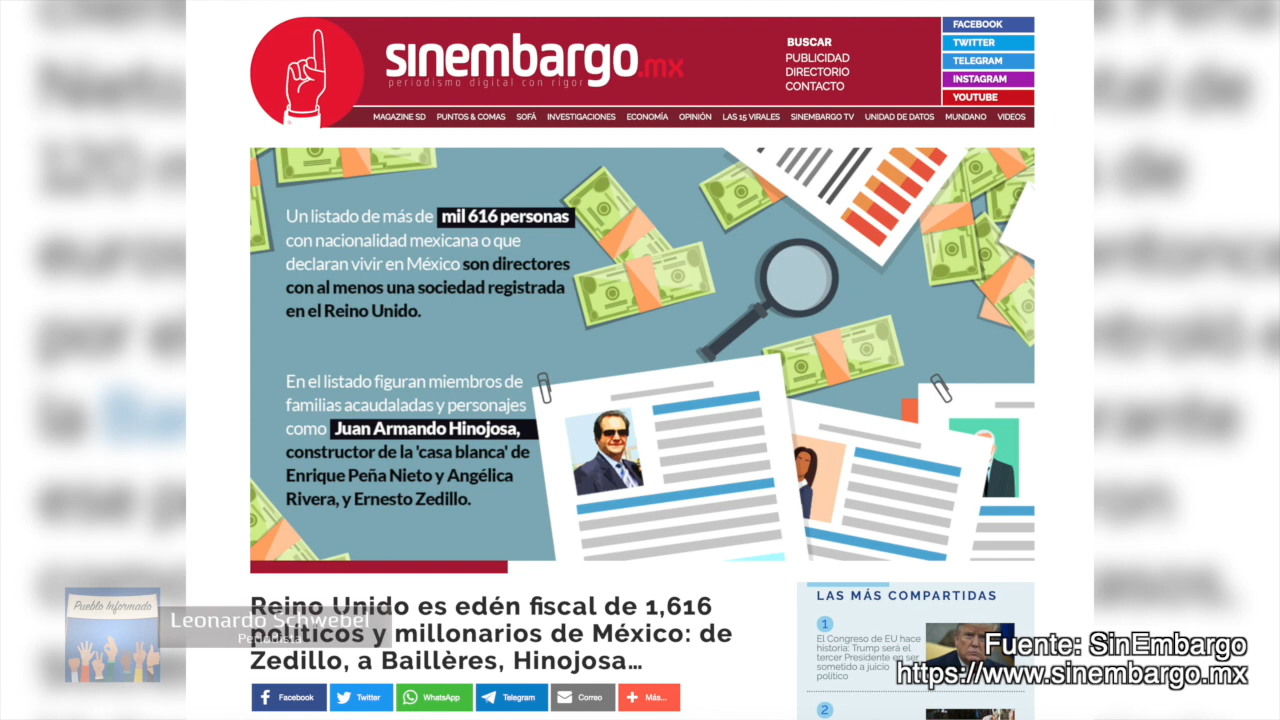 sinembargo.mx
periodismo digital con rigor
BUSCAR
PUBLICIDAD
DIRECTORIO
CONTACTO
FACEBOOK
TWITTER
TELEGRAM
INSTAGRAM
YOUTUBE
MAGAZINE SD PUNTOS & COMAS SOFÁ INVESTIGACIONES ECONOMÍA OPINIÓN LAS 15 VIRALES SINEMBARGO TV UNIDAD DE DATOS MUNDANO VIDEOS
Un listado de más de mil 616 personas
con nacionalidad mexicana o que
declaran vivir en México son directores
con al menos una sociedad registrada
en el Reino Unido.
En el listado figuran miembros de
familias acaudaladas y personajes
como Juan Armando Hinojosa,
constructor de la 'casa blanca' de
Enrique Peña Nieto y Angélica
Rivera, y Ernesto Zedillo.
Reino Unido es edén fiscal de 1,616
políticos y millonarios de México: de
Zedillo, a Baillères, Hinojosa…
Facebook Twitter WhatsApp Telegram Correo Más...
LAS MÁS COMPARTIDAS
1
El Congreso de EU hace
historia: Trump será el
tercer Presidente en ser
sometido a juicio
político
2
Pueblo Informado
Leonardo Schwebel
Periodista
Fuente: SinEmbargo
https://www.sinembargo.mx